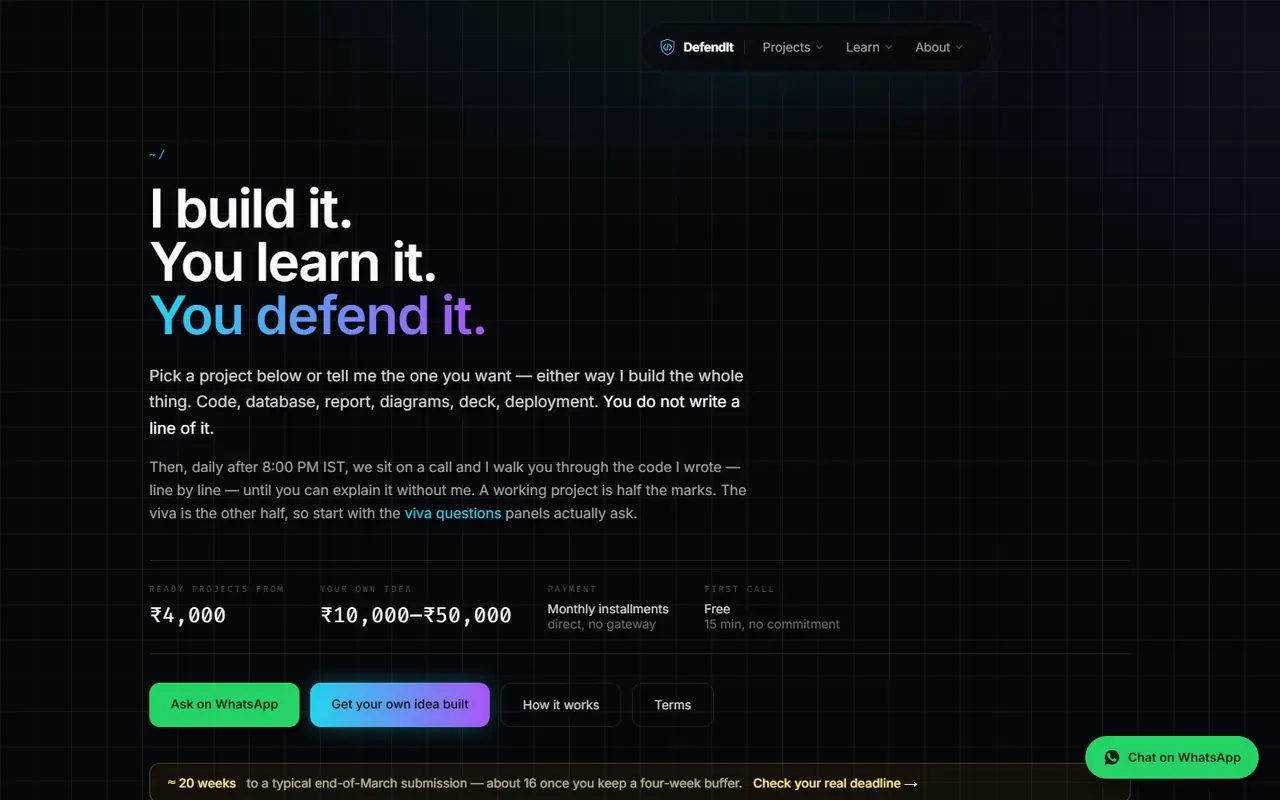 DefendIt
Projects
Learn
About
~/
I build it.
You learn it.
You defend it.
Pick a project below or tell me the one you want — either way I build the whole
thing. Code, database, report, diagrams, deck, deployment. You do not write a
line of it.
Then, daily after 8:00 PM IST, we sit on a call and I walk you through the code I wrote —
line by line — until you can explain it without me. A working project is half the marks. The
viva is the other half, so start with the viva questions panels actually ask.
READY PROJECTS FROM
₹4,000
YOUR OWN IDEA
₹10,000–₹50,000
PAYMENT
Monthly installments
direct, no gateway
FIRST CALL
Free
15 min, no commitment
Ask on WhatsApp
Get your own idea built
How it works
Terms
Chat on WhatsApp
≈ 20 weeks to a typical end-of-March submission — about 16 once you keep a four-week buffer. Check your real deadline →